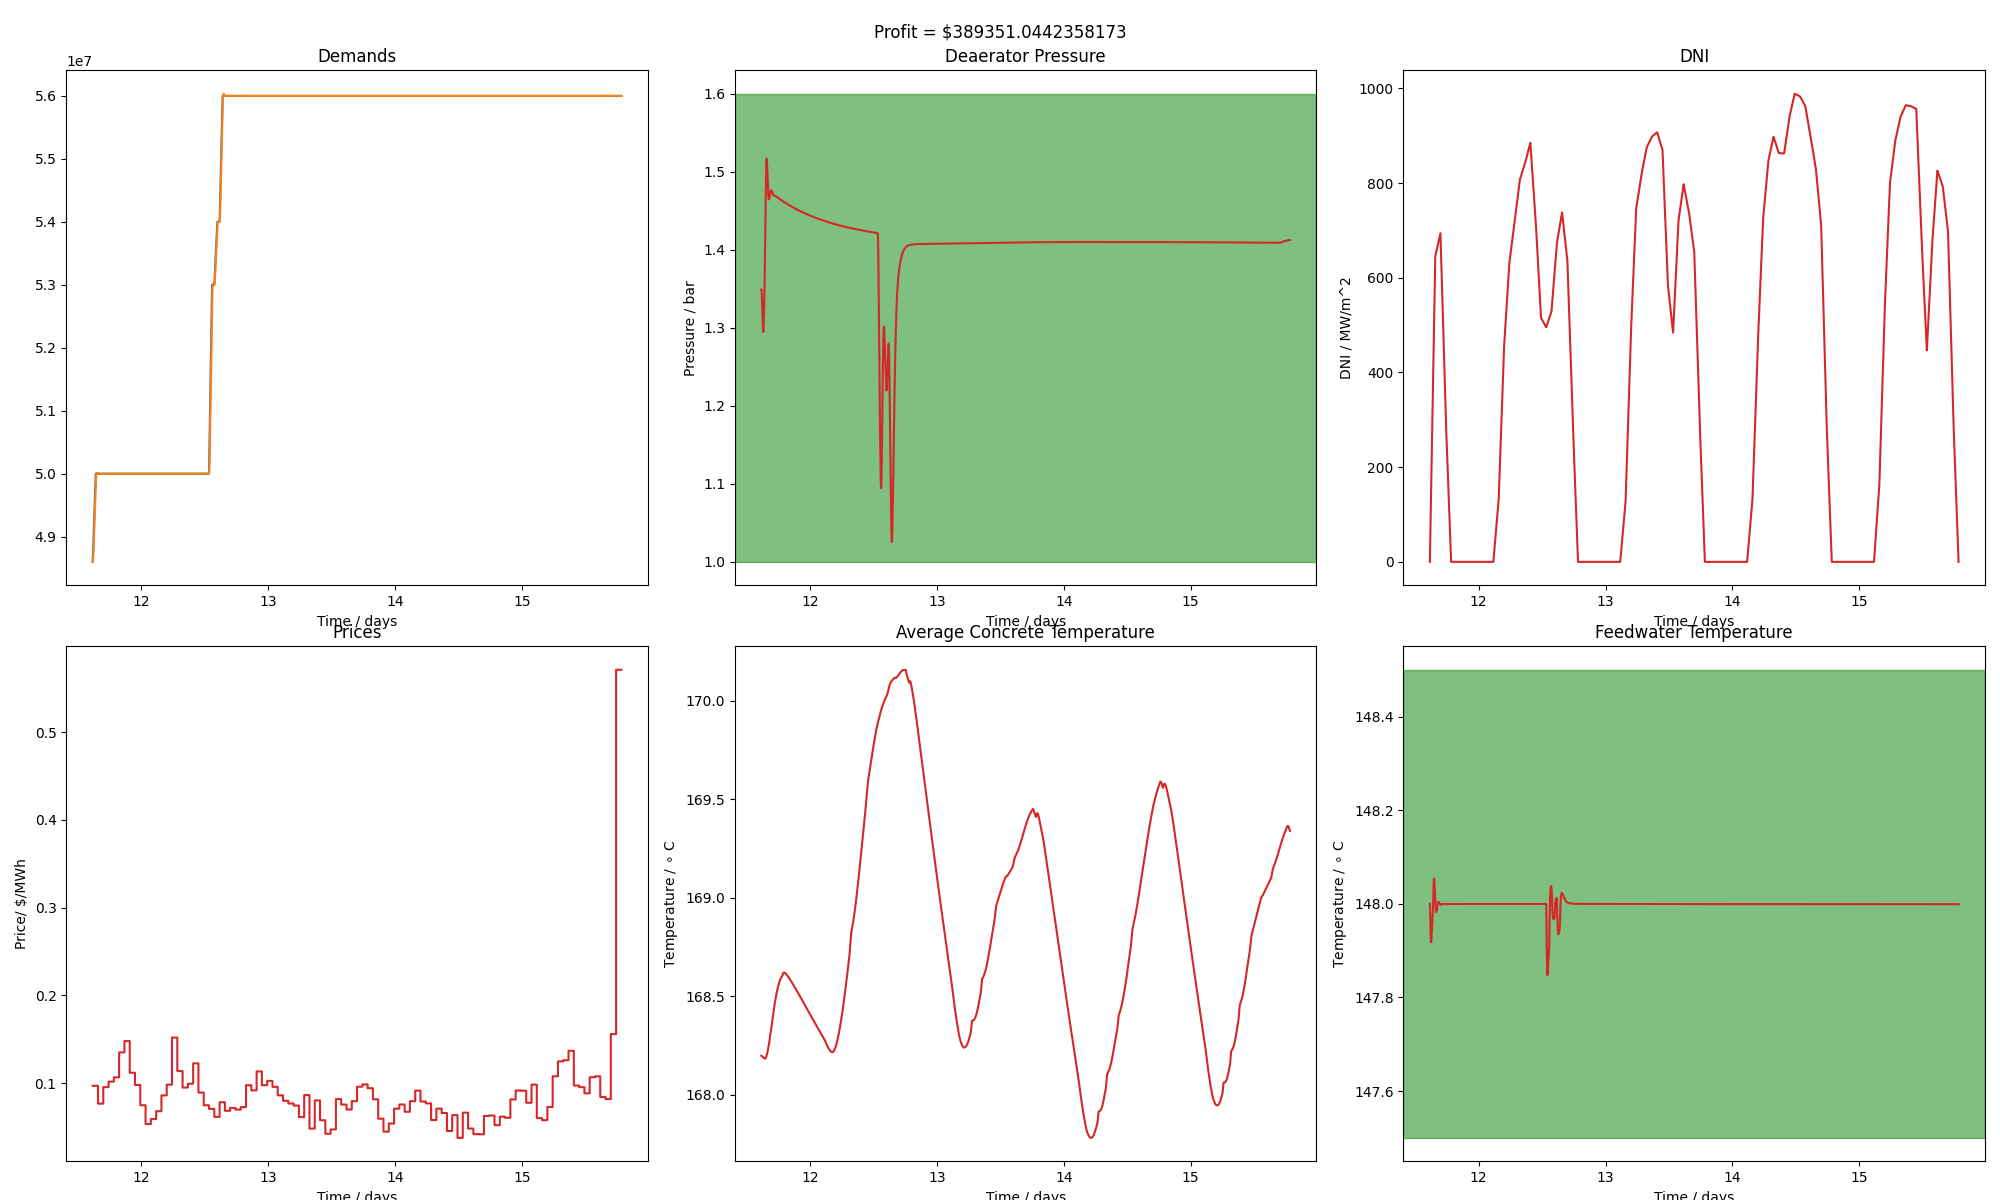 Profit = $389351.0442358173
Demands
1e7
5.6
5.5
5.4
5.3
5.2
5.1
5.0
4.9
12 13 14 15
Time / days
Deaerator Pressure
Pressure / bar
1.6
1.5
1.4
1.3
1.2
1.1
1.0
12 13 14 15
Time / days
DNI
DNI / MW/m^2
1000
800
600
400
200
0
12 13 14 15
Time / days
Prices
Price/ $/MWh
0.5
0.4
0.3
0.2
0.1
12 13 14 15
Time / days
Average Concrete Temperature
Temperature / ∘ C
170.0
169.5
169.0
168.5
168.0
12 13 14 15
Time / days
Feedwater Temperature
Temperature / ∘ C
148.4
148.2
148.0
147.8
147.6
12 13 14 15
Time / days